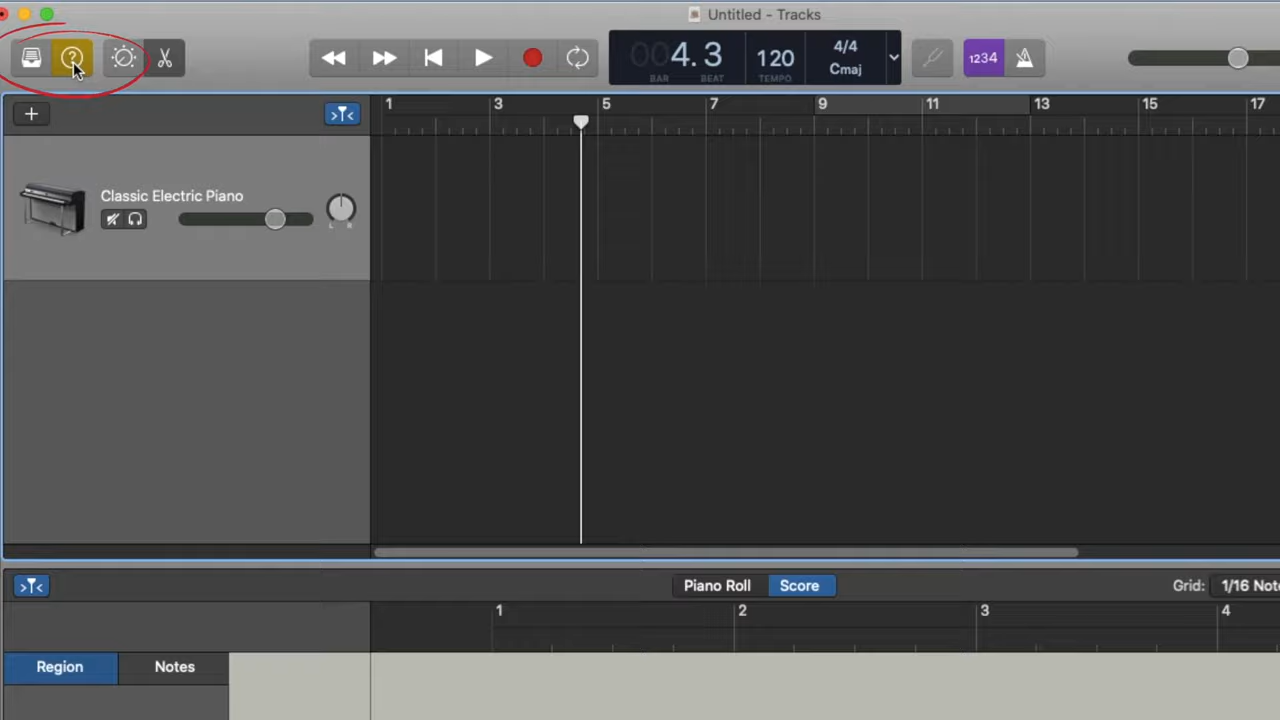 Untitled - Tracks
004.3
BAR BEAT
120
TEMPO
4/4
Cmaj
1234
1 3 5 7 9 11 13 15 17
Classic Electric Piano
L R
Piano Roll Score
Grid: 1/16 Not
1 2 3 4
Region Notes